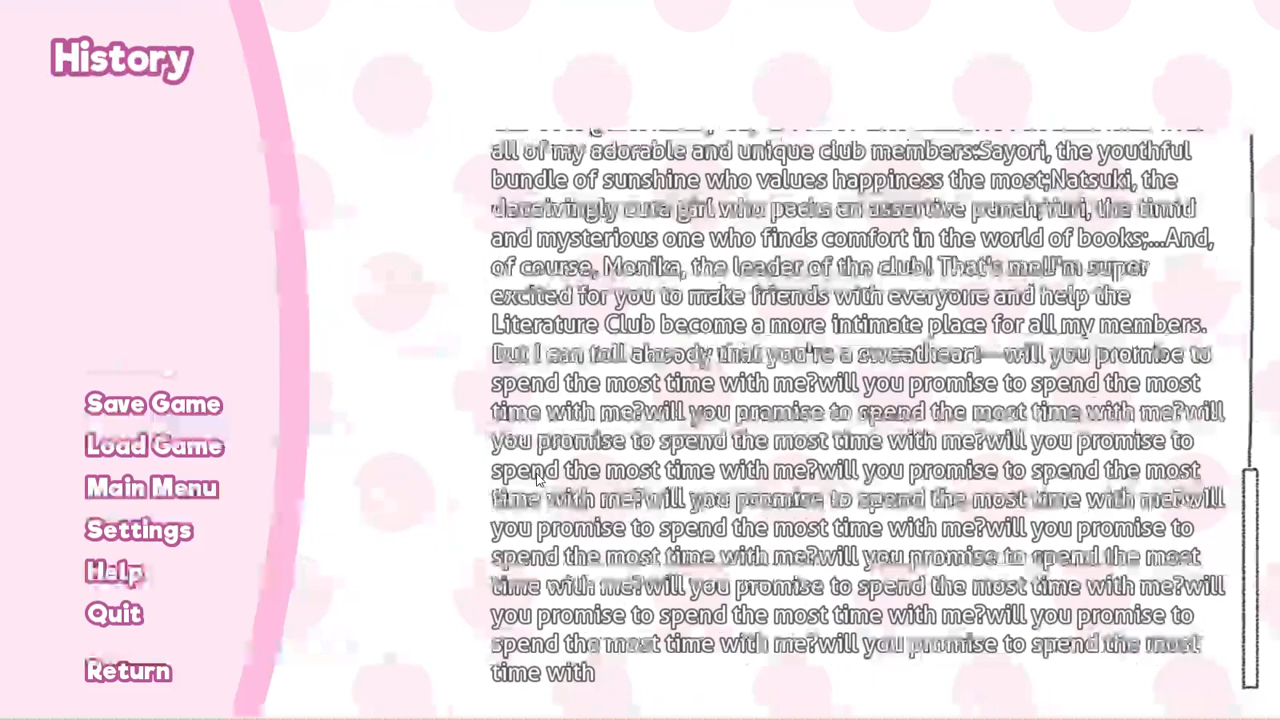 History
all of my adorable and unique club members:Sayori, the youthful
bundle of sunshine who values happiness the most;Natsuki, the
deceivingly cute girl who packs an assertive punch;Yuri, the timid
and mysterious one who finds comfort in the world of books;...And,
of course, Monika, the leader of the club! That's me!I'm super
excited for you to make friends with everyone and help the
Literature Club become a more intimate place for all my members.
But I can tell already that you're a sweetheart—will you promise to
spend the most time with me?will you promise to spend the most
time with me?will you promise to spend the most time with me?will
you promise to spend the most time with me?will you promise to
spend the most time with me?will you promise to spend the most
time with me?will you promise to spend the most time with me?will
you promise to spend the most time with me?will you promise to
spend the most time with me?will you promise to spend the most
time with me?will you promise to spend the most time with me?will
you promise to spend the most time with me?will you promise to
spend the most time with me?will you promise to spend the most
time with
Save Game
Load Game
Main Menu
Settings
Help
Quit
Return